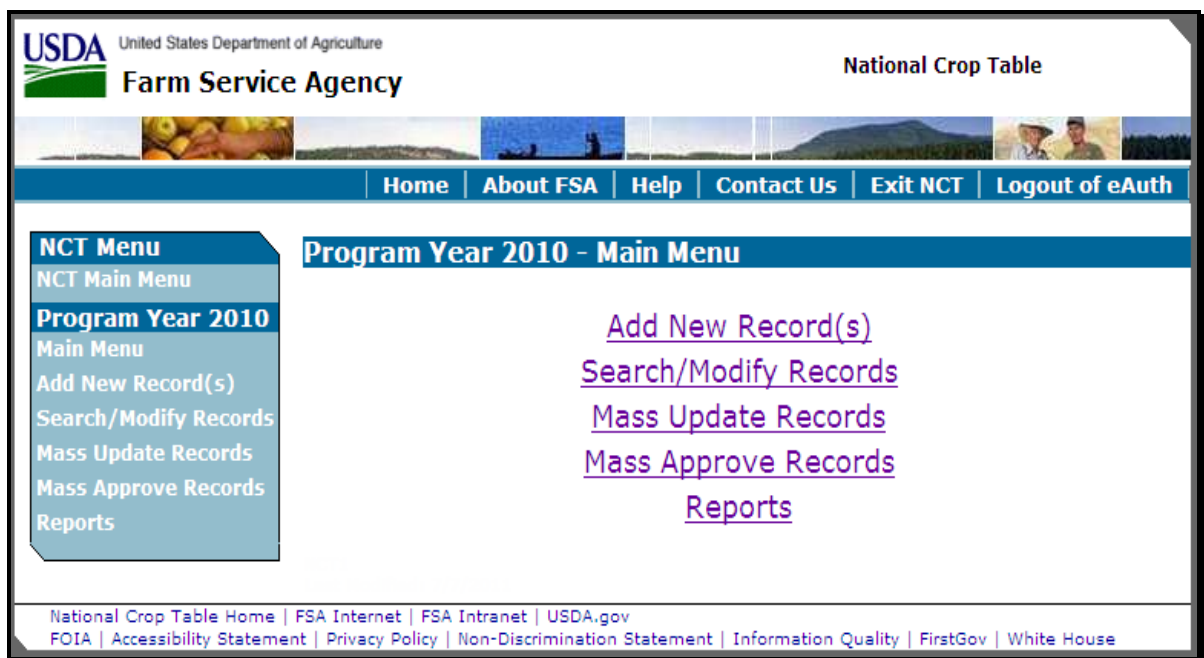 USDA United States Department of Agriculture
Farm Service Agency
National Crop Table
Home | About FSA | Help | Contact Us | Exit NCT | Logout of eAuth
NCT Menu
NCT Main Menu
Program Year 2010
Main Menu
Add New Record(s)
Search/Modify Records
Mass Update Records
Mass Approve Records
Reports
Program Year 2010 - Main Menu
Add New Record(s)
Search/Modify Records
Mass Update Records
Mass Approve Records
Reports
National Crop Table Home | FSA Internet | FSA Intranet | USDA.gov
FOIA | Accessibility Statement | Privacy Policy | Non-Discrimination Statement | Information Quality | FirstGov | White House